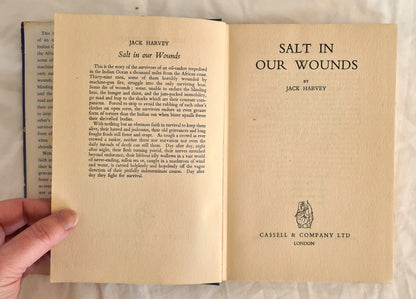 JACK HARVEY
Salt in our Wounds
This is the story of the survivors of an oil-tanker torpedoed
in the Indian Ocean a thousand miles from the African coast.
Thirty-nine men, some of them horribly wounded by
machine-gun fire, struggle into the only surviving boat.
Some die of wounds; some, unable to endure the blinding
heat, the hunger and thirst, and the jam-packed immobility,
go mad and leap to the sharks which are their constant com-
panions. Forced to strip to avoid the robbing of each other's
clothes on open sores, the survivors endure an even greater
form of torture than the Indian sun when bitter squalls freeze
their shrivelled bodies.
With nothing but an obstinate faith in survival to keep them
alive, their hatred and jealousies, their old grievances and long
fought feuds still fester and erupt. As tough a crowd as ever
crewed a tanker, neither thirst nor starvation nor even the
daily inroads of death can still them. Day after day, night
after night, their flesh turning putrid, their nerves stretched
beyond endurance, their lifeboat idly wallows in a vast world
of never-ending, sullen sea or, caught in a maelstrom of wind
and water, is carried helplessly and hopelessly off the vague
direction of their pitifully indeterminate course. Day after
day they fight for survival.
SALT IN
OUR WOUNDS
BY
JACK HARVEY
CASSELL & COMPANY LTD
LONDON